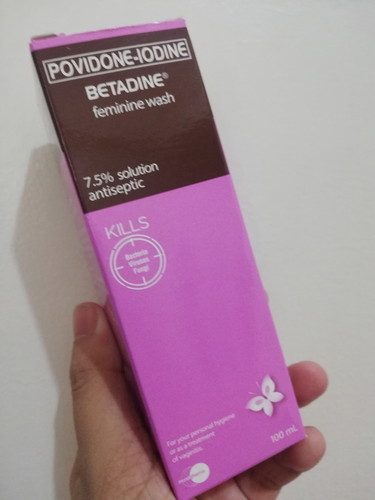 POVIDONE-IODINE
BETADINE®
feminine wash
7.5% solution
antiseptic
KILLS
Bacteria
Viruses
Fungi
For your personal hygiene
or as a treatment
of vaginitis.
100 mL